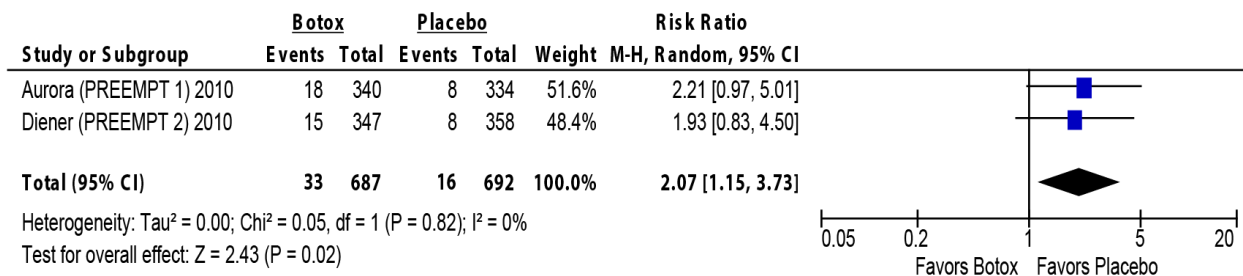 Botox Placebo Risk Ratio
Study or Subgroup Events Total Events Total Weight M-H, Random, 95% CI
Aurora (PREEMPT 1) 2010 18 340 8 334 51.6% 2.21 [0.97, 5.01]
Diener (PREEMPT 2) 2010 15 347 8 358 48.4% 1.93 [0.83, 4.50]
Total (95% CI) 33 687 16 692 100.0% 2.07 [1.15, 3.73]
Heterogeneity: Tau² = 0.00; Chi² = 0.05, df = 1 (P = 0.82); I² = 0%
Test for overall effect: Z = 2.43 (P = 0.02)
0.05 0.2 1 5 20
Favors Botox Favors Placebo